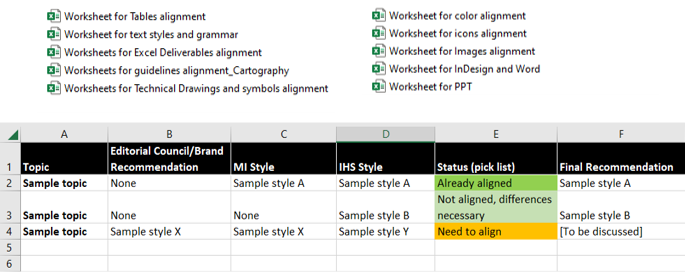 Worksheet for Tables alignment
Worksheet for text styles and grammar
Worksheets for Excel Deliverables alignment
Worksheets for guidelines alignment_Cartography
Worksheets for Technical Drawings and symbols alignment
Worksheet for color alignment
Worksheet for icons alignment
Worksheet for Images alignment
Worksheet for InDesign and Word
Worksheet for PPT
A B C D E F
1 Topic Editorial Council/Brand Recommendation MI Style IHS Style Status (pick list) Final Recommendation
2 Sample topic None Sample style A Sample style A Already aligned Sample style A
3 Sample topic None None Sample style B Not aligned, differences necessary Sample style B
4 Sample topic Sample style X Sample style X Sample style Y Need to align [To be discussed]
5
6